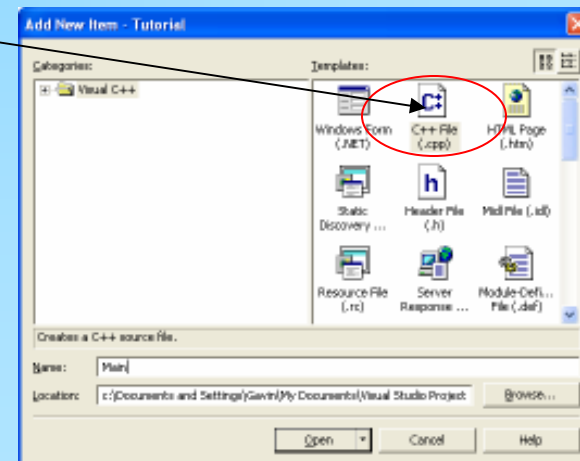 Add New Item - Tutorial
Categories:
Templates:
Visual C++
Windows Form (.NET)
C++ File (.cpp)
HTML Page (.htm)
Static Discovery ...
Header File (.h)
Midl File (.idl)
Resource File (.rc)
Server Response ...
Module-Defi... File (.def)
Creates a C++ source file.
Name:
Main
Location:
c:\Documents and Settings\Gavin\My Documents\Visual Studio Project
Browse...
Open
Cancel
Help